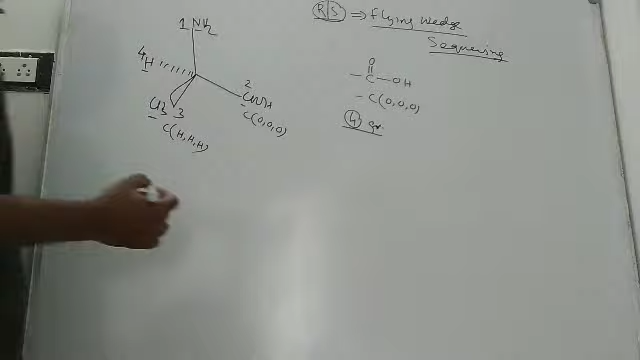 R/S ⇒ Flying Wedge
Sequencing
1 NH2
4 H
CH3 3
C(H, H, H)
2
COOH
C(O,O,O)
O
C OH
C(O,O,O)
4 gr.